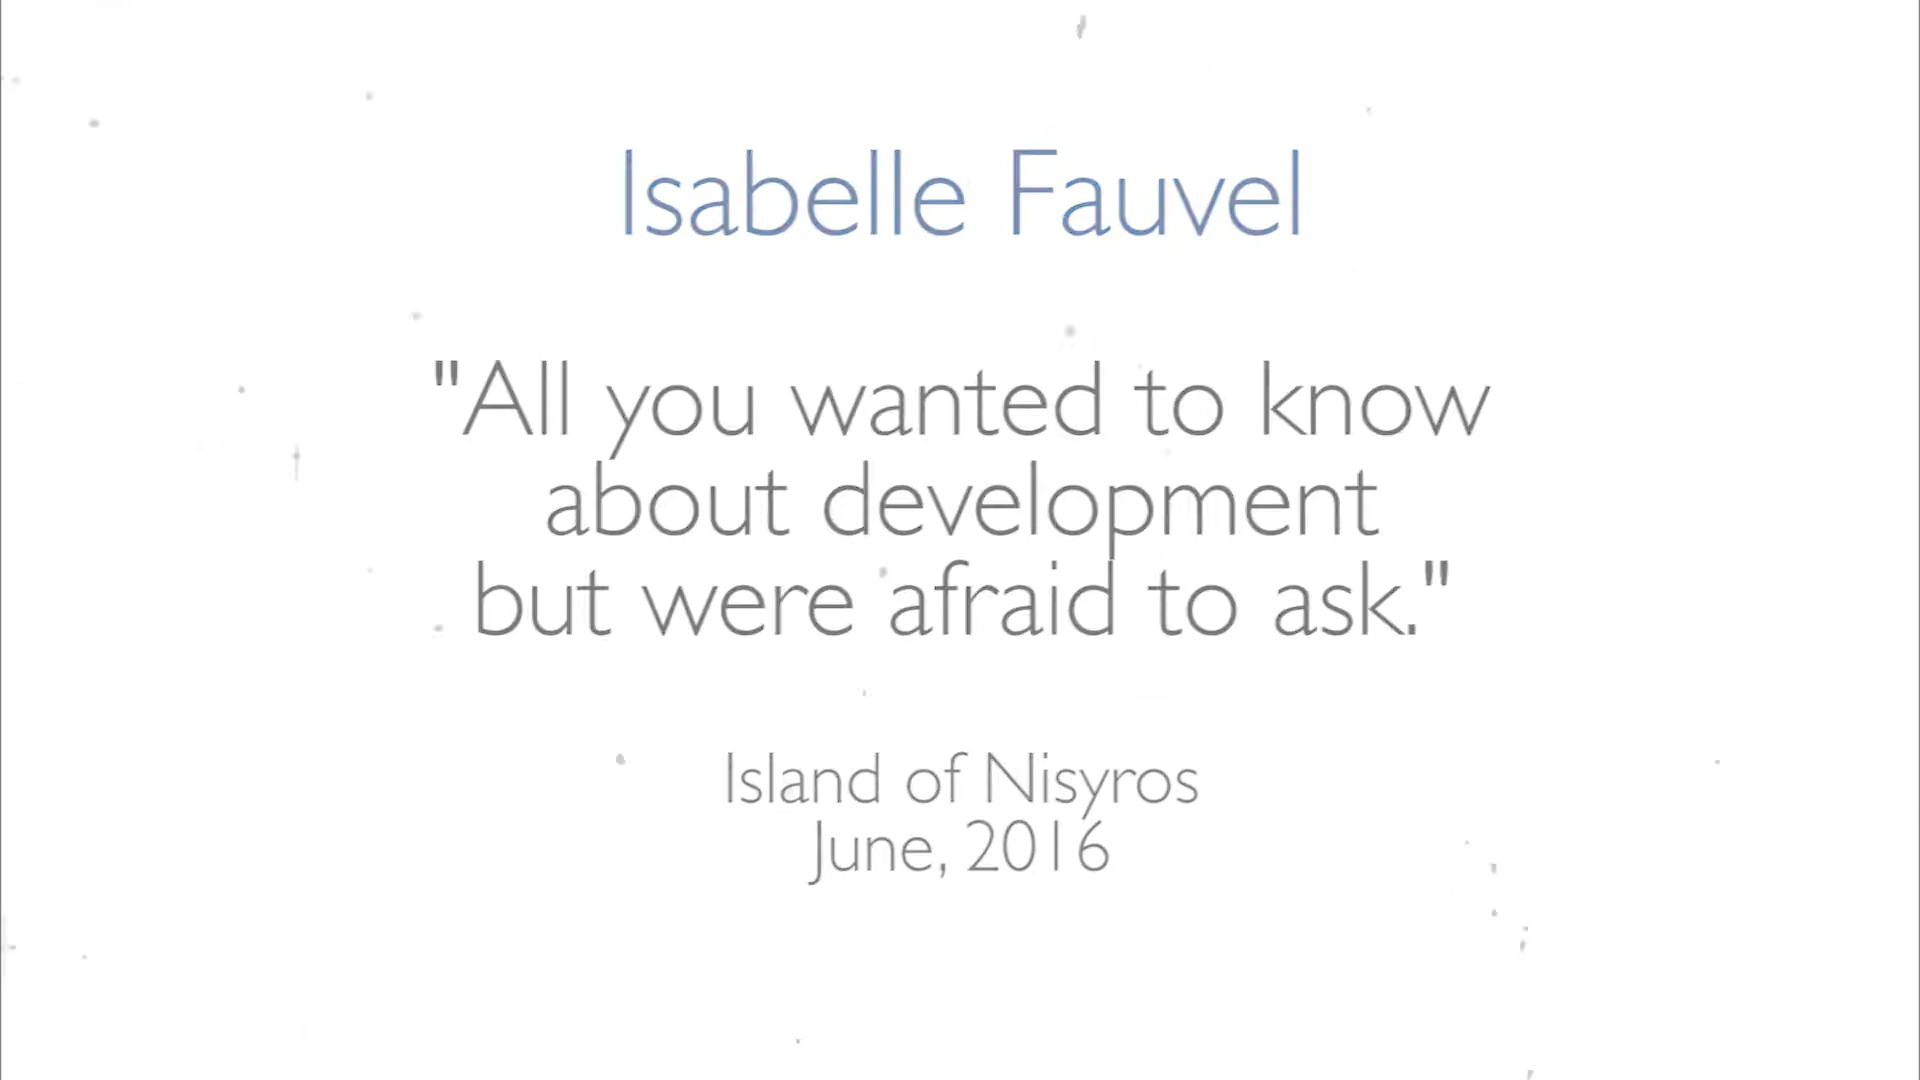 Isabelle Fauvel
"All you wanted to know
about development
but were afraid to ask."
Island of Nisyros
June, 2016